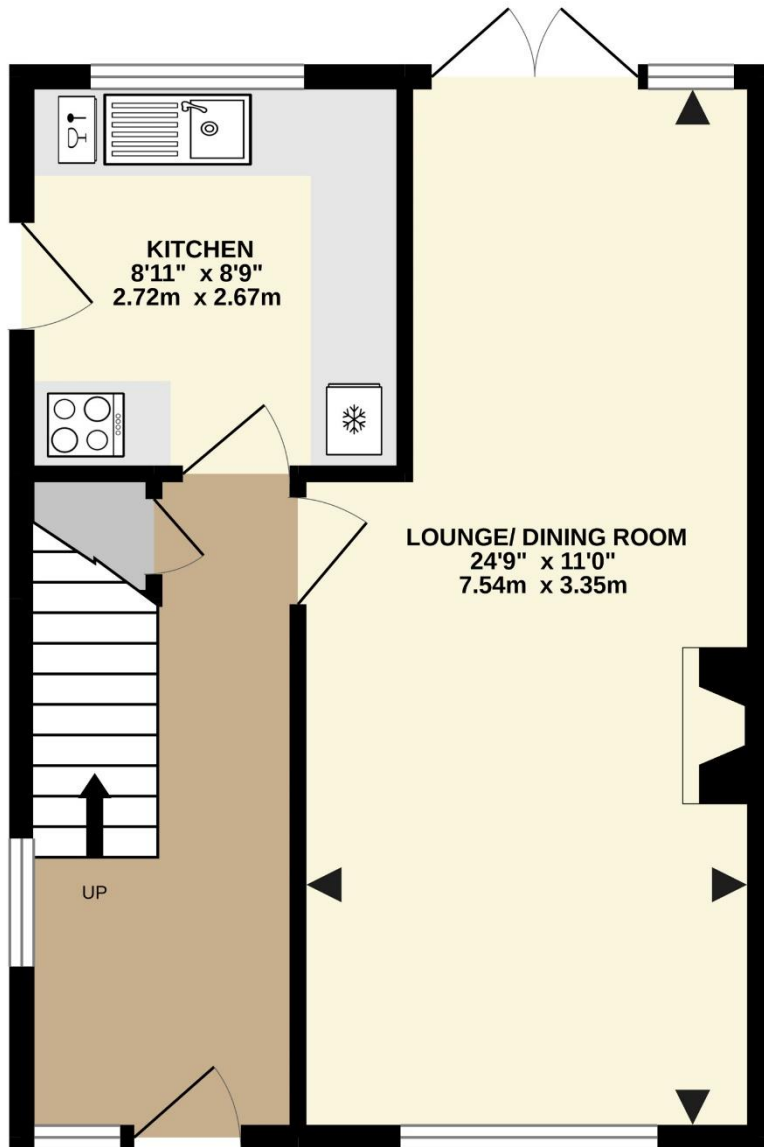 KITCHEN
8'11" x 8'9"
2.72m x 2.67m
LOUNGE/ DINING ROOM
24'9" x 11'0"
7.54m x 3.35m
UP